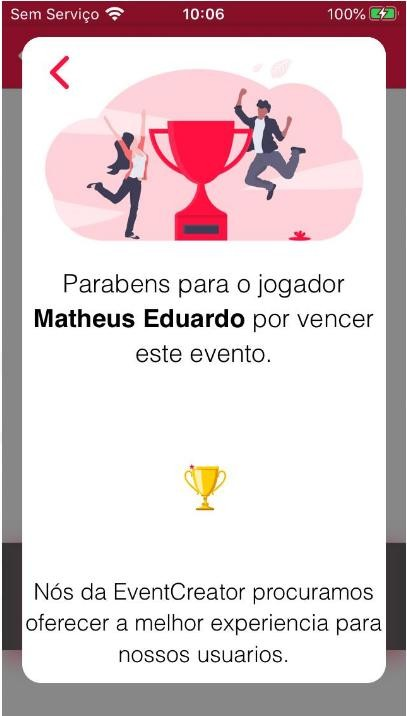 Sem Serviço 10:06 100%
Parabens para o jogador
Matheus Eduardo por vencer
este evento.
Nós da EventCreator procuramos
oferecer a melhor experiencia para
nossos usuarios.